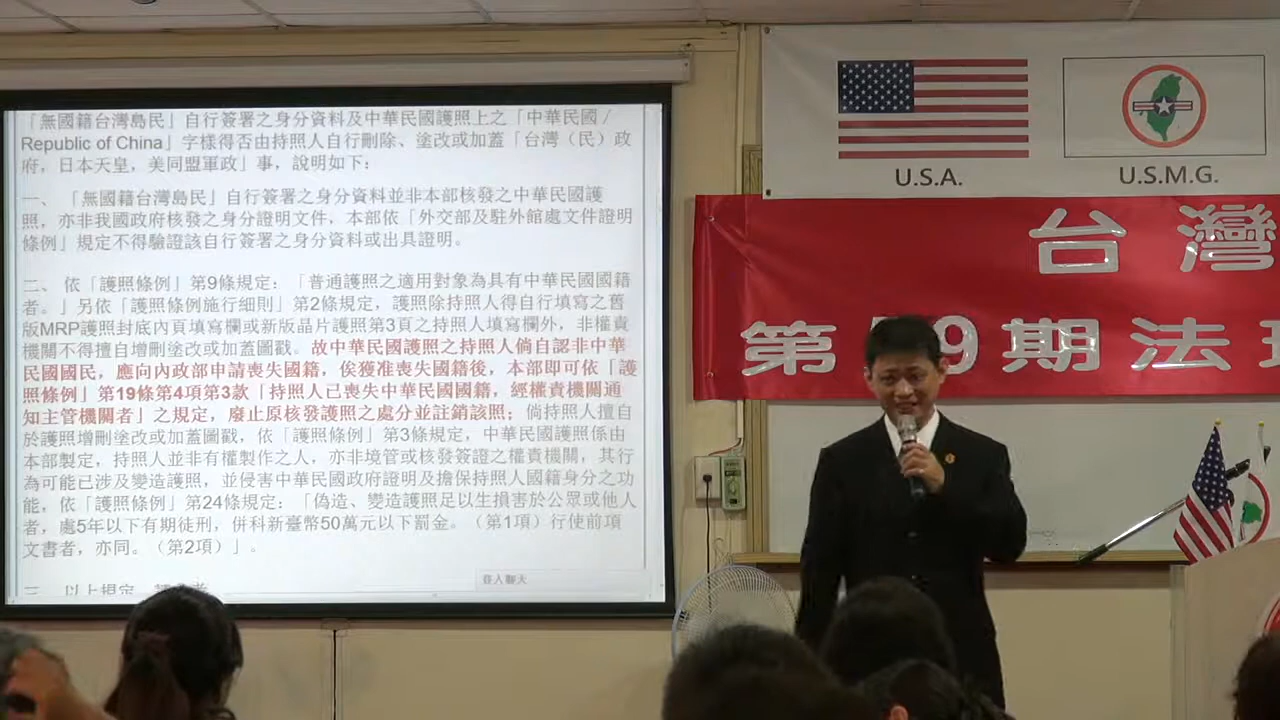 「無國籍台灣島民」自行簽署之身分資料及中華民國護照上之「中華民國/
Republic of China」字樣得否由持照人自行刪除、塗改或加蓋「台灣（民）政
府，日本天皇，美同盟軍政」事，說明如下：
一、 「無國籍台灣島民」自行簽署之身分資料並非本部核發之中華民國護
照，亦非我國政府核發之身分證明文件，本部依「外交部及駐外館處文件證明
條例」規定不得驗證該自行簽署之身分資料或出具證明。
二、 依「護照條例」第9條規定：「普通護照之適用對象為具有中華民國國籍
者。」另依「護照條例施行細則」第2條規定，護照除持照人得自行填寫之舊
版MRP護照封底內頁填寫欄或新版晶片護照第3頁之持照人填寫欄外，非權責
機關不得擅自增刪塗改或加蓋圖戳。故中華民國護照之持照人倘自認非中華
民國國民，應向內政部申請喪失國籍，俟獲准喪失國籍後，本部即可依「護
照條例」第19條第4項第3款「持照人已喪失中華民國國籍，經權責機關通
知主管機關者」之規定，廢止原核發護照之處分並註銷該照；倘持照人擅自
於護照增刪塗改或加蓋圖戳，依「護照條例」第3條規定，中華民國護照係由
本部製定，持照人並非有權製作之人，亦非境管或核發簽證之權責機關，其行
為可能已涉及變造護照，並侵害中華民國政府證明及擔保持照人國籍身分之功
能，依「護照條例」第24條規定：「偽造、變造護照足以生損害於公眾或他人
者，處5年以下有期徒刑，併科新臺幣50萬元以下罰金。（第1項）行使前項
文書者，亦同。（第2項）」。
三、以上規定，
登入聊天
U.S.A.
U.S.M.G.
台灣
第 9期法